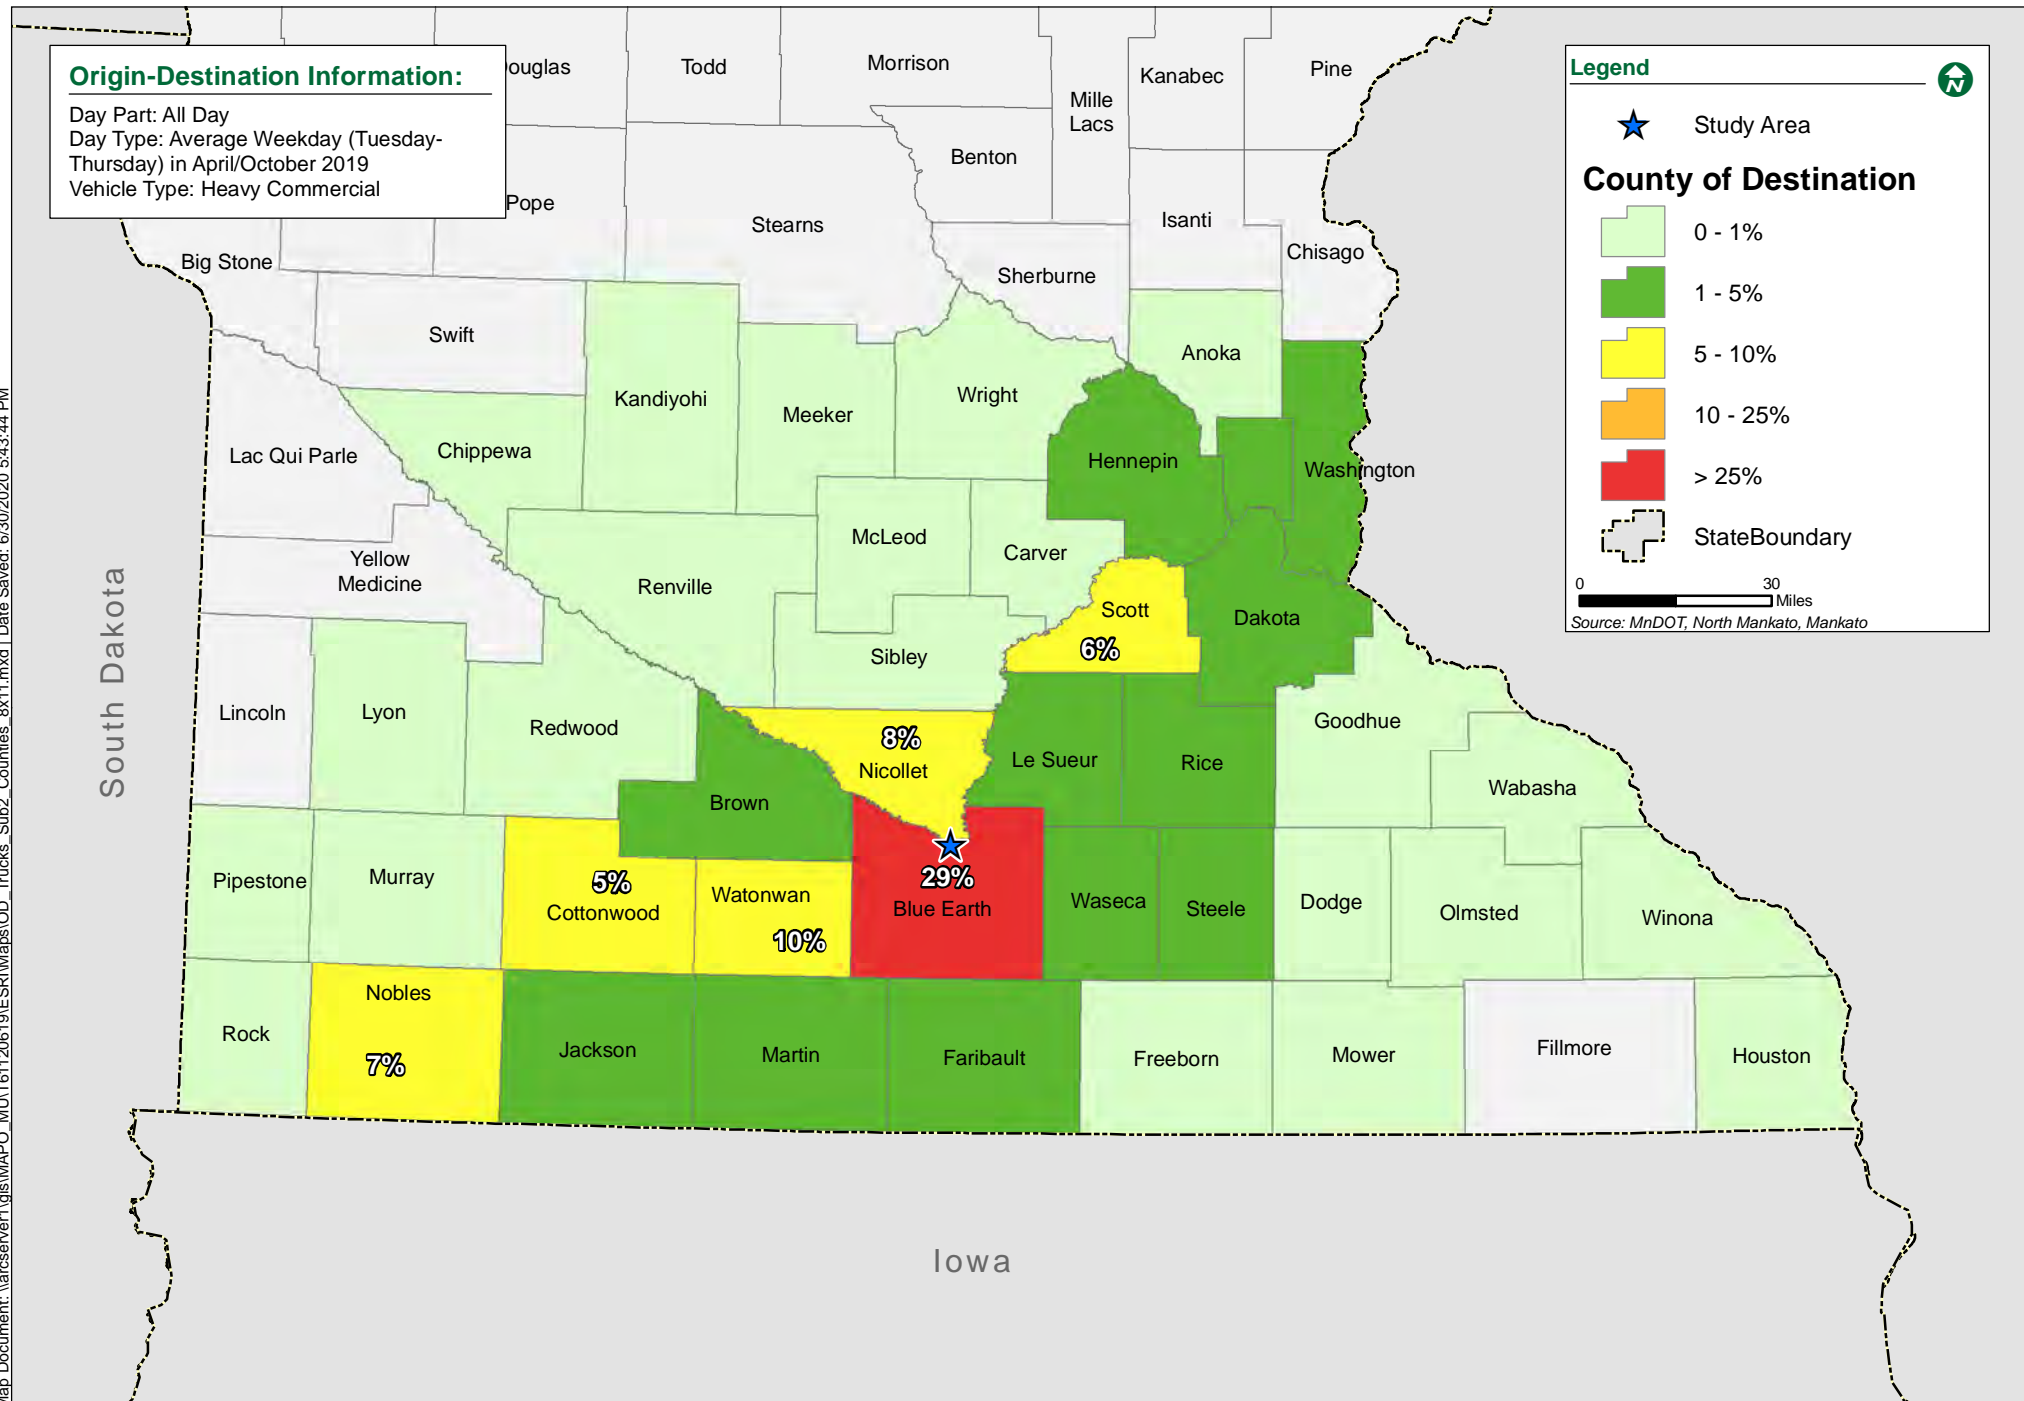 Origin-Destination Information:
Day Part: All Day
Day Type: Average Weekday (Tuesday-
Thursday) in April/October 2019
Vehicle Type: Heavy Commercial
Legend
N
Study Area
County of Destination
0 - 1%
1 - 5%
5 - 10%
10 - 25%
> 25%
StateBoundary
0 30
Miles
Source: MnDOT, North Mankato, Mankato
ouglas
Todd
Morrison
Mille
Lacs
Kanabec
Pine
Benton
Pope
Stearns
Isanti
Chisago
Big Stone
Sherburne
Swift
Anoka
Kandiyohi
Meeker
Wright
Lac Qui Parle
Chippewa
Hennepin
Washington
McLeod
Carver
Yellow
Medicine
Renville
Scott
6%
Dakota
Sibley
Lincoln
Lyon
Redwood
8%
Nicollet
Le Sueur
Rice
Goodhue
Wabasha
Brown
Pipestone
Murray
5%
Cottonwood
Watonwan
10%
29%
Blue Earth
Waseca
Steele
Dodge
Olmsted
Winona
Rock
Nobles
7%
Jackson
Martin
Faribault
Freeborn
Mower
Fillmore
Houston
South Dakota
Iowa